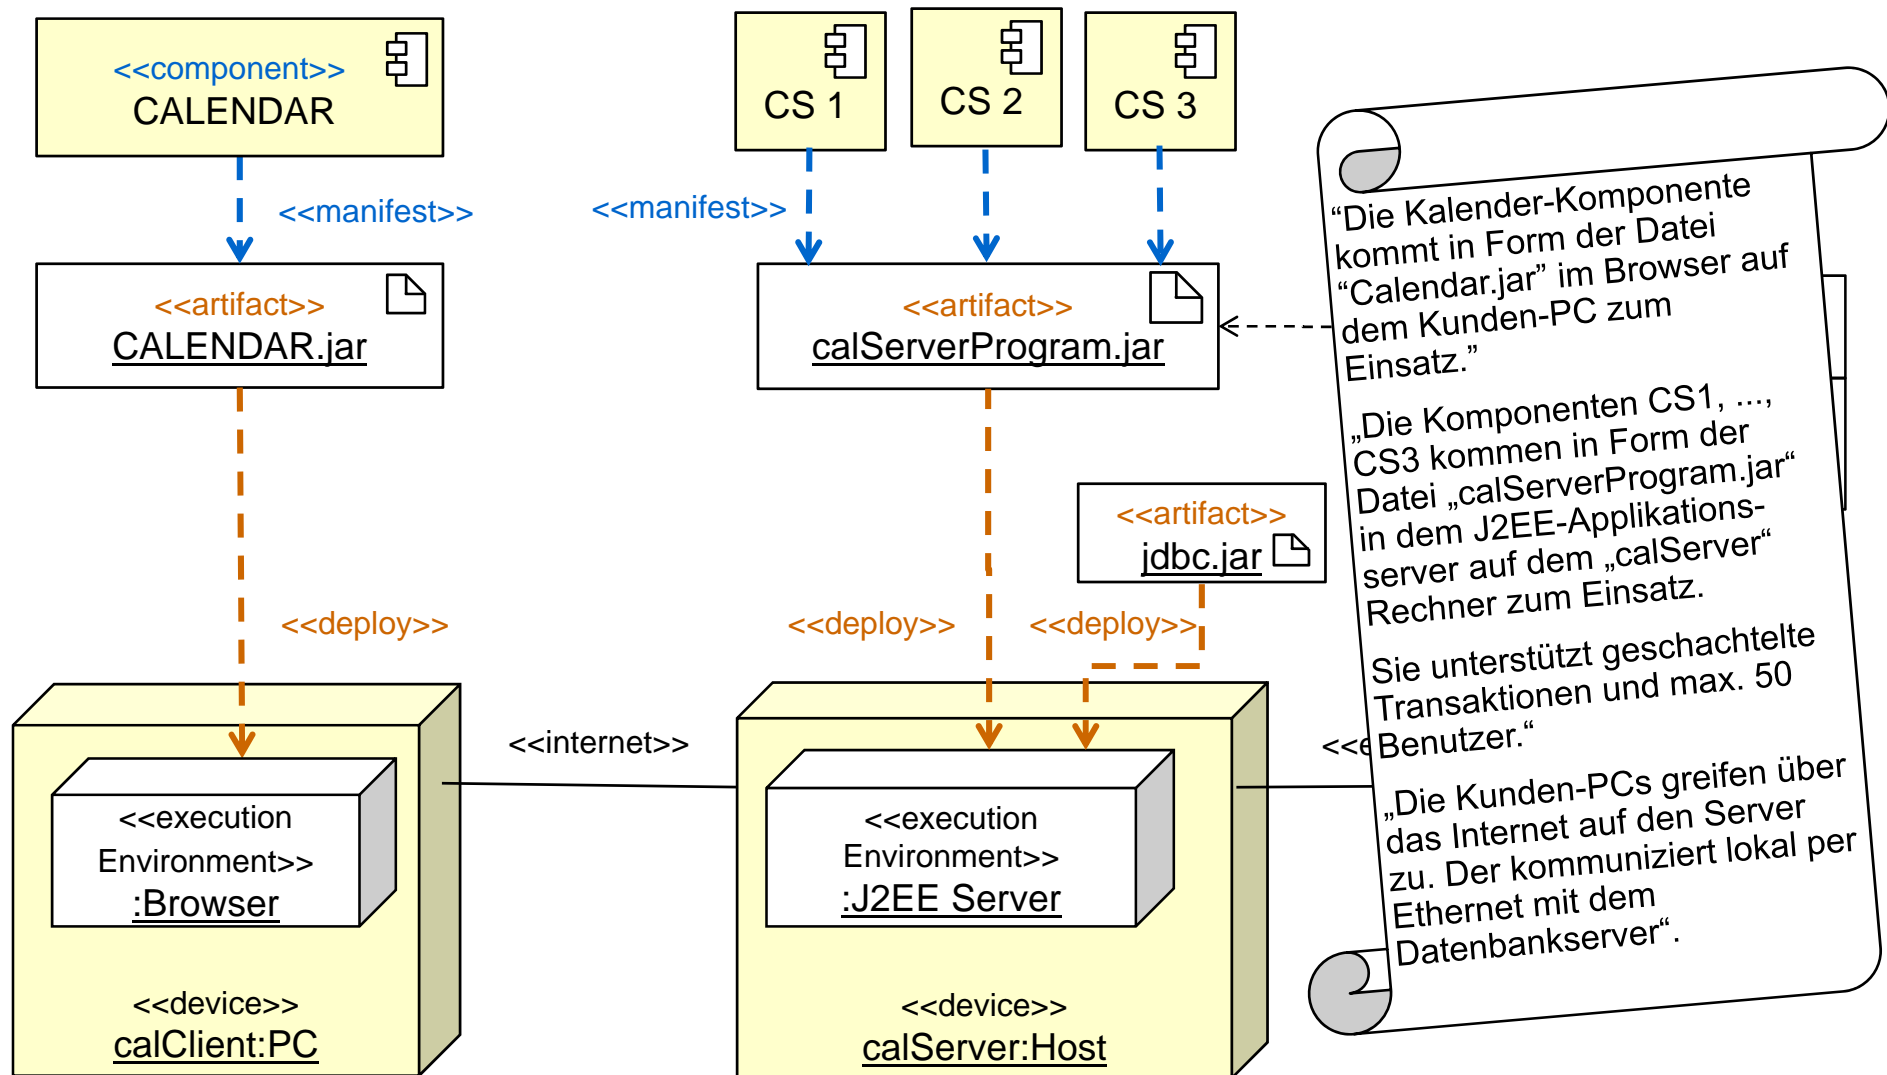 <<component>>
CALENDAR
CS 1
CS 2
CS 3
<<manifest>>
<<manifest>>
<<artifact>>
CALENDAR.jar
<<artifact>>
calServerProgram.jar
<<artifact>>
jdbc.jar
<<deploy>>
<<deploy>>
<<deploy>>
<<internet>>
<<e
<<execution
Environment>>
:Browser
<<device>>
calClient:PC
<<execution
Environment>>
:J2EE Server
<<device>>
calServer:Host
“Die Kalender-Komponente
kommt in Form der Datei
“Calendar.jar” im Browser auf
dem Kunden-PC zum
Einsatz.”
„Die Komponenten CS1, ...,
CS3 kommen in Form der
Datei „calServerProgram.jar“
in dem J2EE-Applikations-
server auf dem „calServer“
Rechner zum Einsatz.
Sie unterstützt geschachtelte
Transaktionen und max. 50
Benutzer.“
„Die Kunden-PCs greifen über
das Internet auf den Server
zu. Der kommuniziert lokal per
Ethernet mit dem
Datenbankserver“.